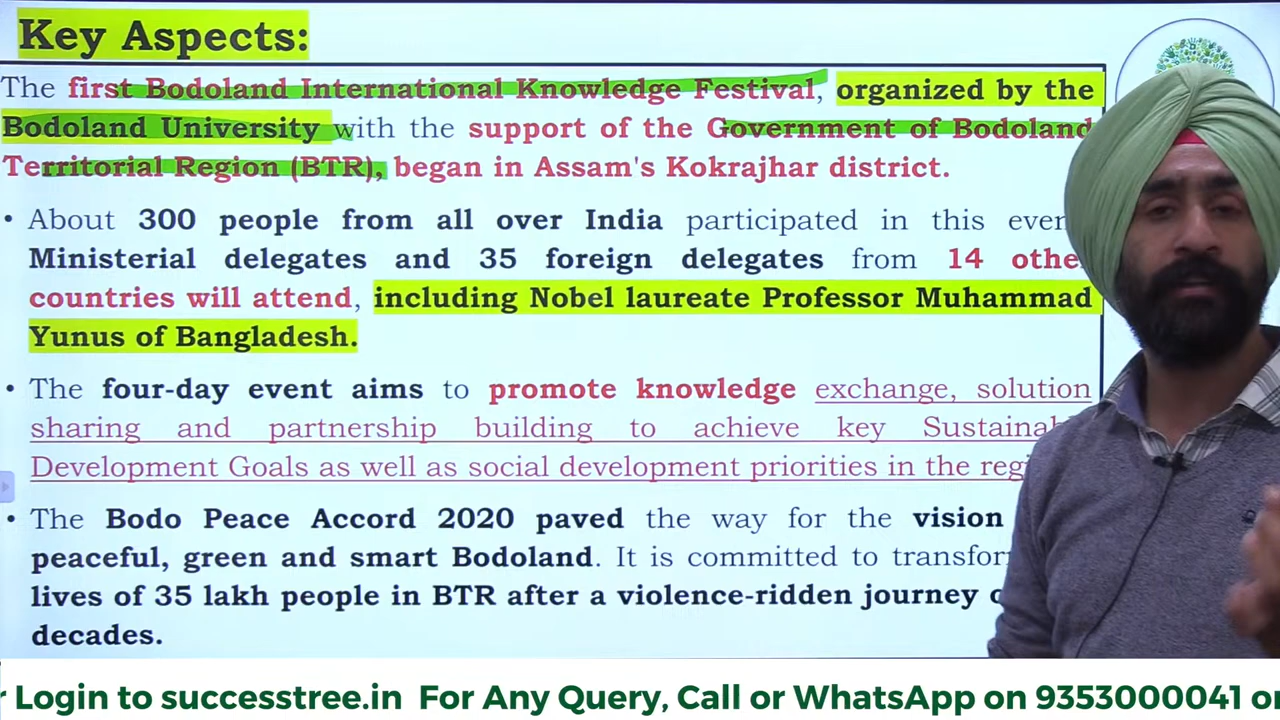 Key Aspects:
The first Bodoland International Knowledge Festival, organized by the
Bodoland University with the support of the Government of Bodoland
Territorial Region (BTR), began in Assam's Kokrajhar district.
• About 300 people from all over India participated in this even
Ministerial delegates and 35 foreign delegates from 14 othe
countries will attend, including Nobel laureate Professor Muhammad
Yunus of Bangladesh.
• The four-day event aims to promote knowledge exchange, solution
sharing and partnership building to achieve key Sustainab
Development Goals as well as social development priorities in the reg
• The Bodo Peace Accord 2020 paved the way for the vision
peaceful, green and smart Bodoland. It is committed to transfor
lives of 35 lakh people in BTR after a violence-ridden journey
decades.
r Login to successtree.in For Any Query, Call or WhatsApp on 9353000041 or